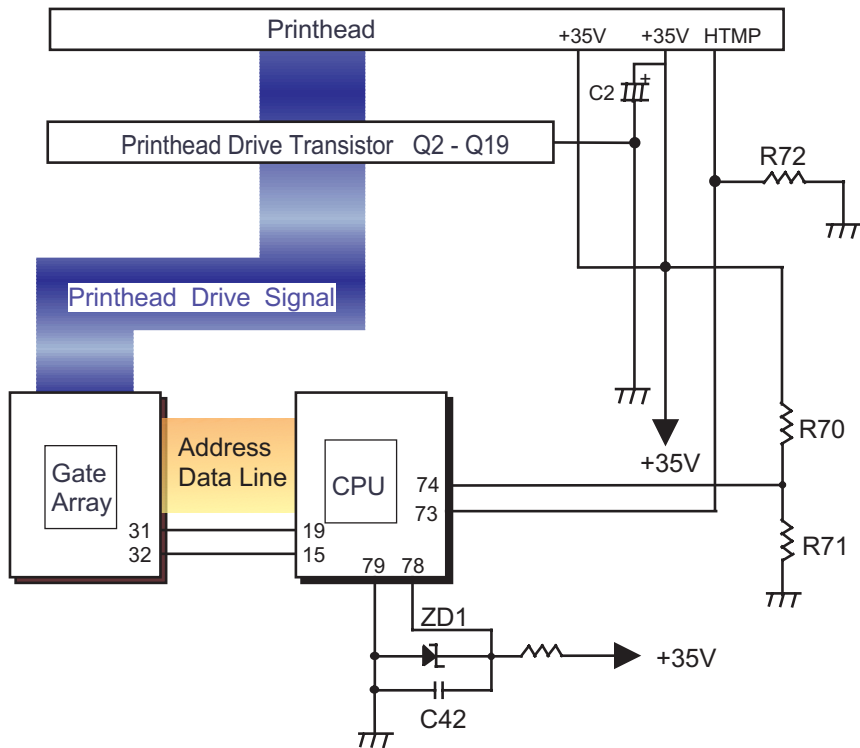 Printhead
+35V
+35V
HTMP
C2
+
Printhead Drive Transistor Q2 - Q19
R72
Printhead Drive Signal
Gate
Array
Address
Data Line
CPU
74
73
31
32
19
15
79
78
+35V
R70
R71
ZD1
+35V
C42